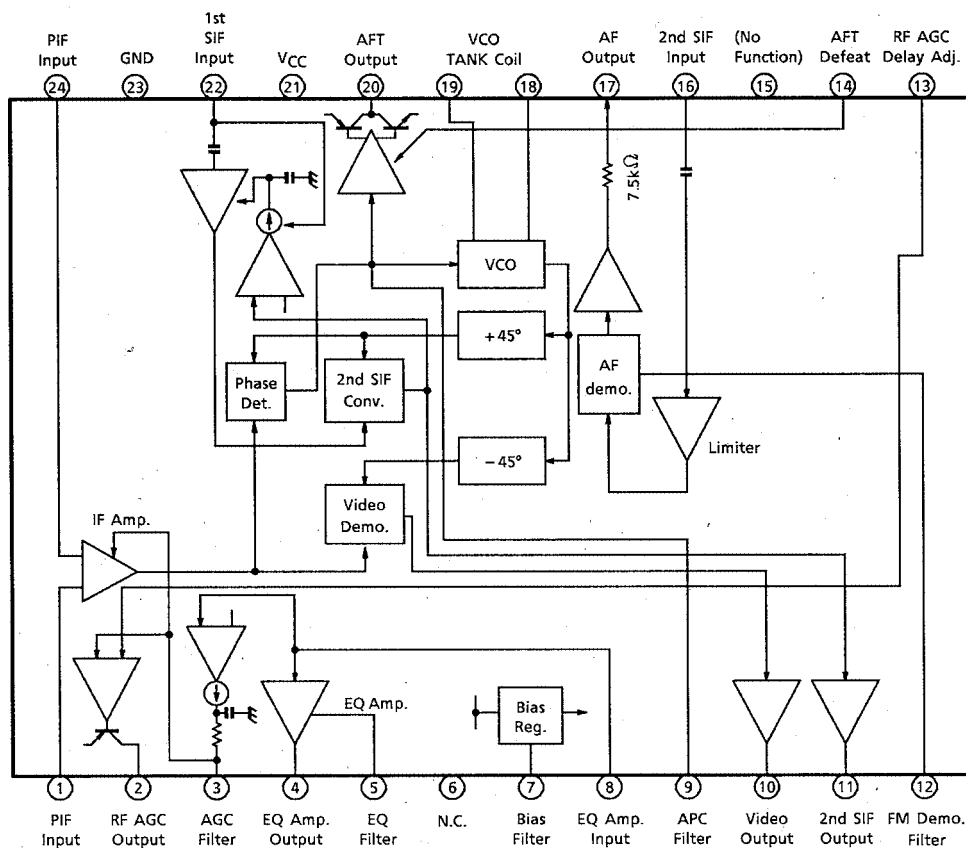 PIF Input
GND
1st SIF Input
VCC
AFT Output
VCO TANK Coil
AF Output
2nd SIF Input
(No Function)
AFT Defeat
RF AGC Delay Adj.
24
23
22
21
20
19
18
17
16
15
14
13
7.5kΩ
VCO
+45°
Phase Det.
2nd SIF Conv.
AF demo.
Limiter
−45°
Video Demo.
IF Amp.
EQ Amp.
Bias Reg.
1
2
3
4
5
6
7
8
9
10
11
12
PIF Input
RF AGC Output
AGC Filter
EQ Amp. Output
EQ Filter
N.C.
Bias Filter
EQ Amp. Input
APC Filter
Video Output
2nd SIF Output
FM Demo. Filter